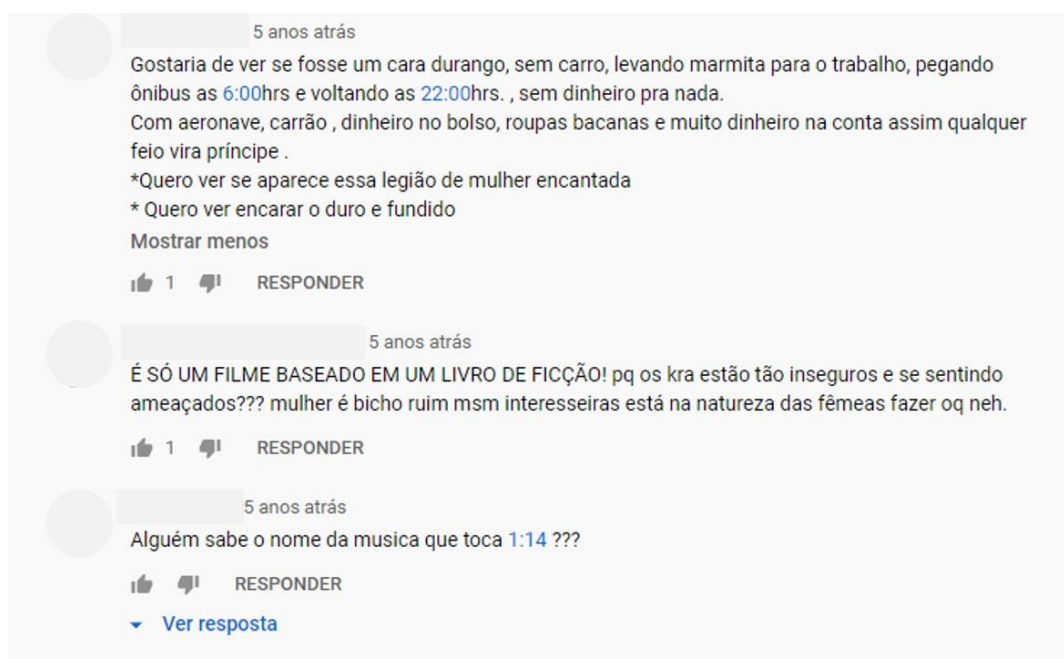 5 anos atrás
Gostaria de ver se fosse um cara durango, sem carro, levando marmita para o trabalho, pegando
ônibus as 6:00hrs e voltando as 22:00hrs. , sem dinheiro pra nada.
Com aeronave, carrão , dinheiro no bolso, roupas bacanas e muito dinheiro na conta assim qualquer
feio vira príncipe .
*Quero ver se aparece essa legião de mulher encantada
* Quero ver encarar o duro e fundido
Mostrar menos
1 RESPONDER
5 anos atrás
É SÓ UM FILME BASEADO EM UM LIVRO DE FICÇÃO! pq os kra estão tão inseguros e se sentindo
ameaçados??? mulher é bicho ruim msm interesseiras está na natureza das fêmeas fazer oq neh.
1 RESPONDER
5 anos atrás
Alguém sabe o nome da musica que toca 1:14 ???
RESPONDER
Ver resposta